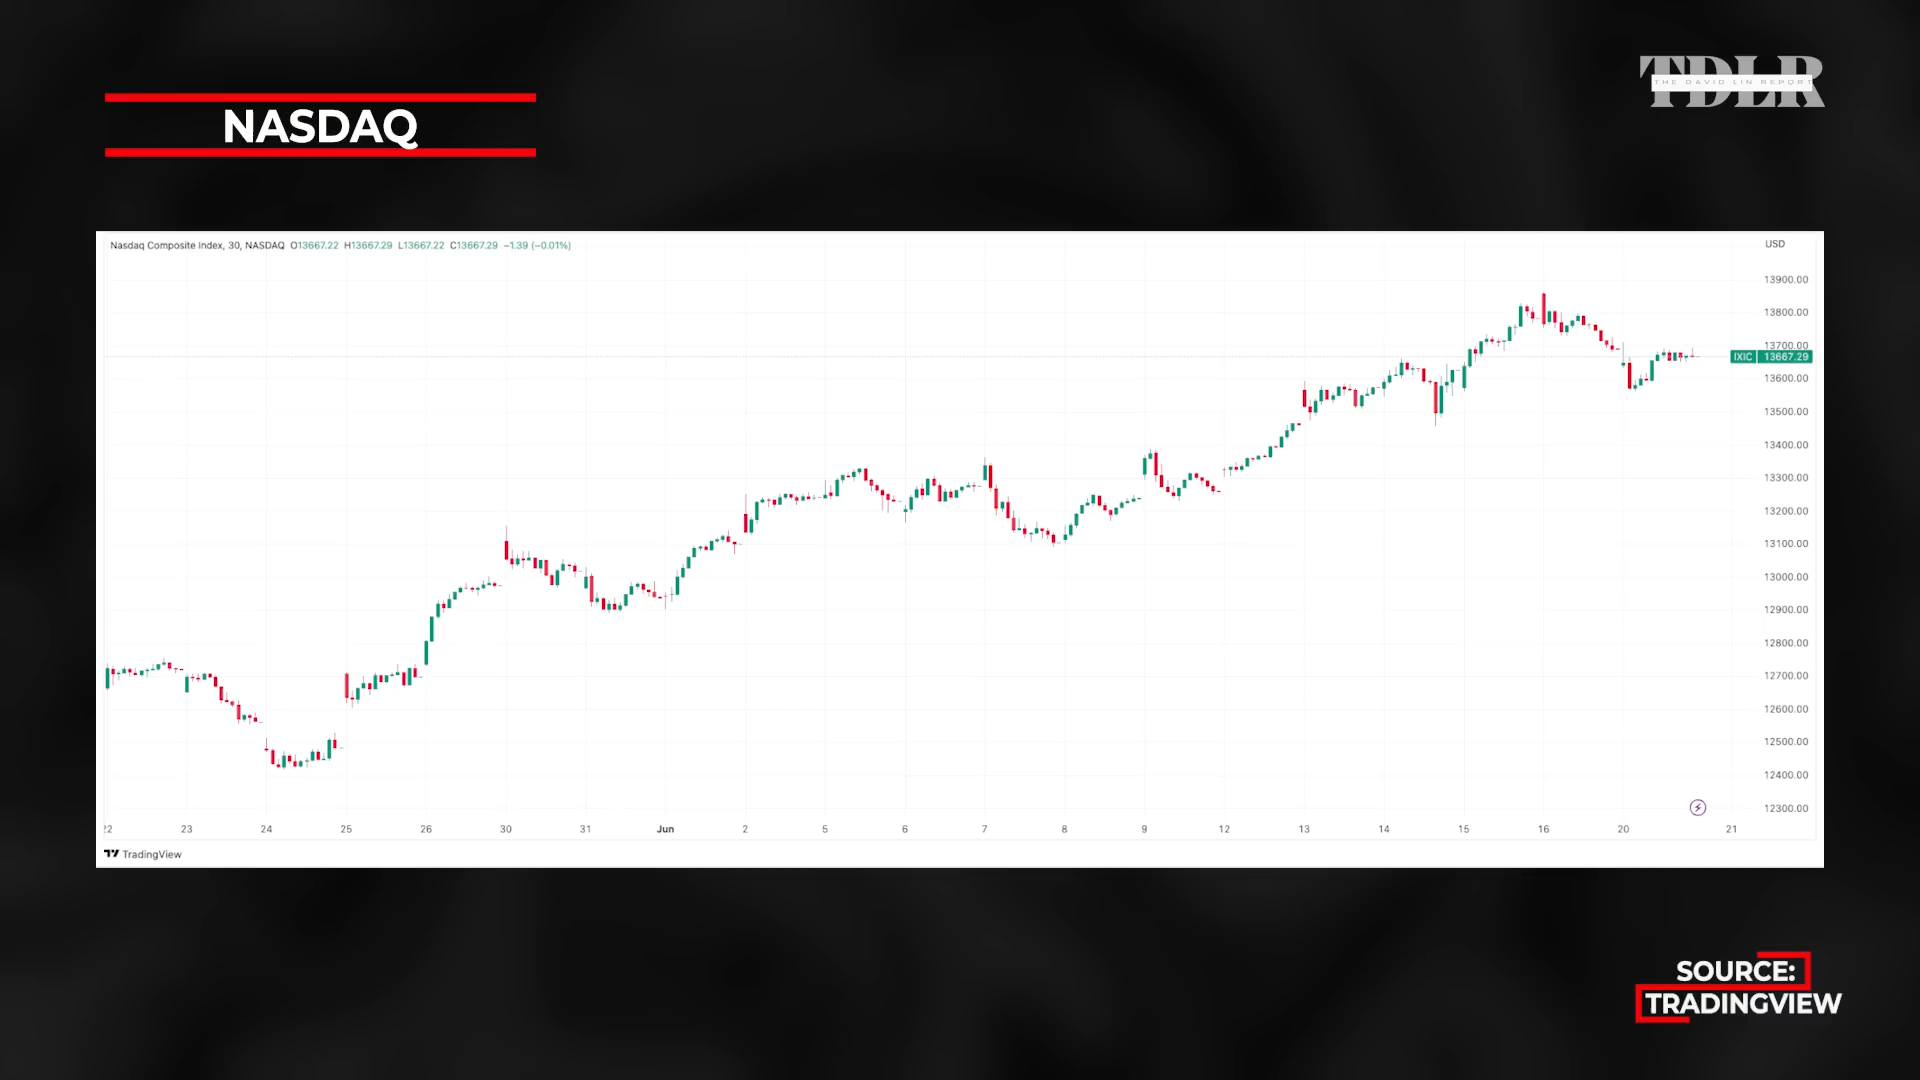 TDLR
THE DAVID LIN REPORT
NASDAQ
Nasdaq Composite Index, 30, NASDAQ O13667.22 H13667.29 L13667.22 C13667.29 −1.39 (−0.01%)
USD
13900.00
13800.00
13700.00
IXIC 13667.29
13600.00
13500.00
13400.00
13300.00
13200.00
13100.00
13000.00
12900.00
12800.00
12700.00
12600.00
12500.00
12400.00
12300.00
22 23 24 25 26 30 31 Jun 2 5 6 7 8 9 12 13 14 15 16 20 21
TradingView
SOURCE:
TRADINGVIEW